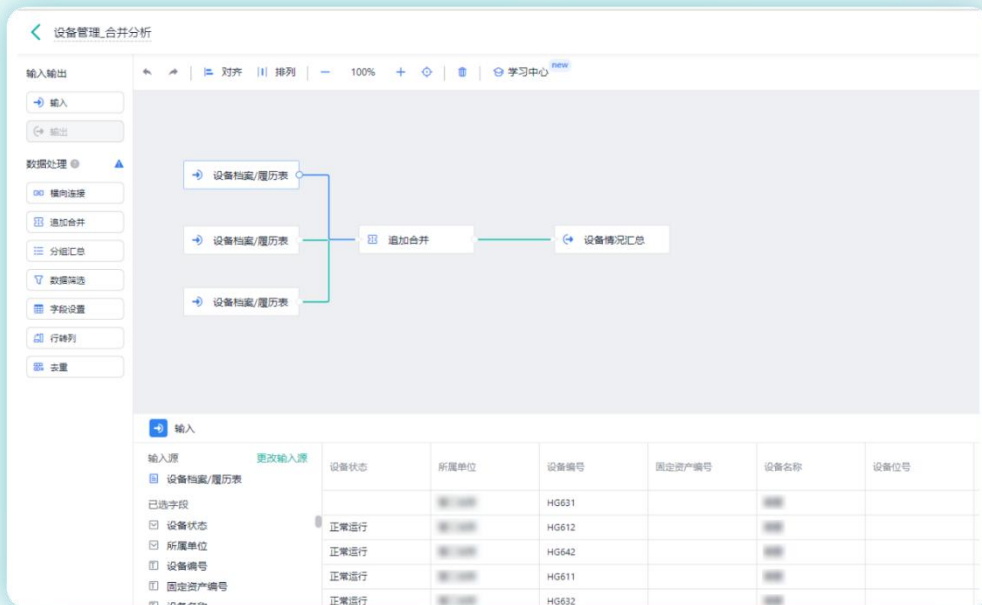 设备管理_合并分析
输入输出
对齐 排列 100% 学习中心 new
输入
输出
数据处理
横向连接
追加合并
分组汇总
数据筛选
字段设置
行转列
去重
设备档案/履历表
设备档案/履历表 追加合并 设备情况汇总
设备档案/履历表
输入
输入源 更改输入源
设备档案/履历表
已选字段
设备状态
所属单位
设备编号
固定资产编号
设备名称
设备状态 所属单位 设备编号 固定资产编号 设备名称 设备位号
HG631
正常运行 HG612
正常运行 HG642
正常运行 HG611
正常运行 HG632